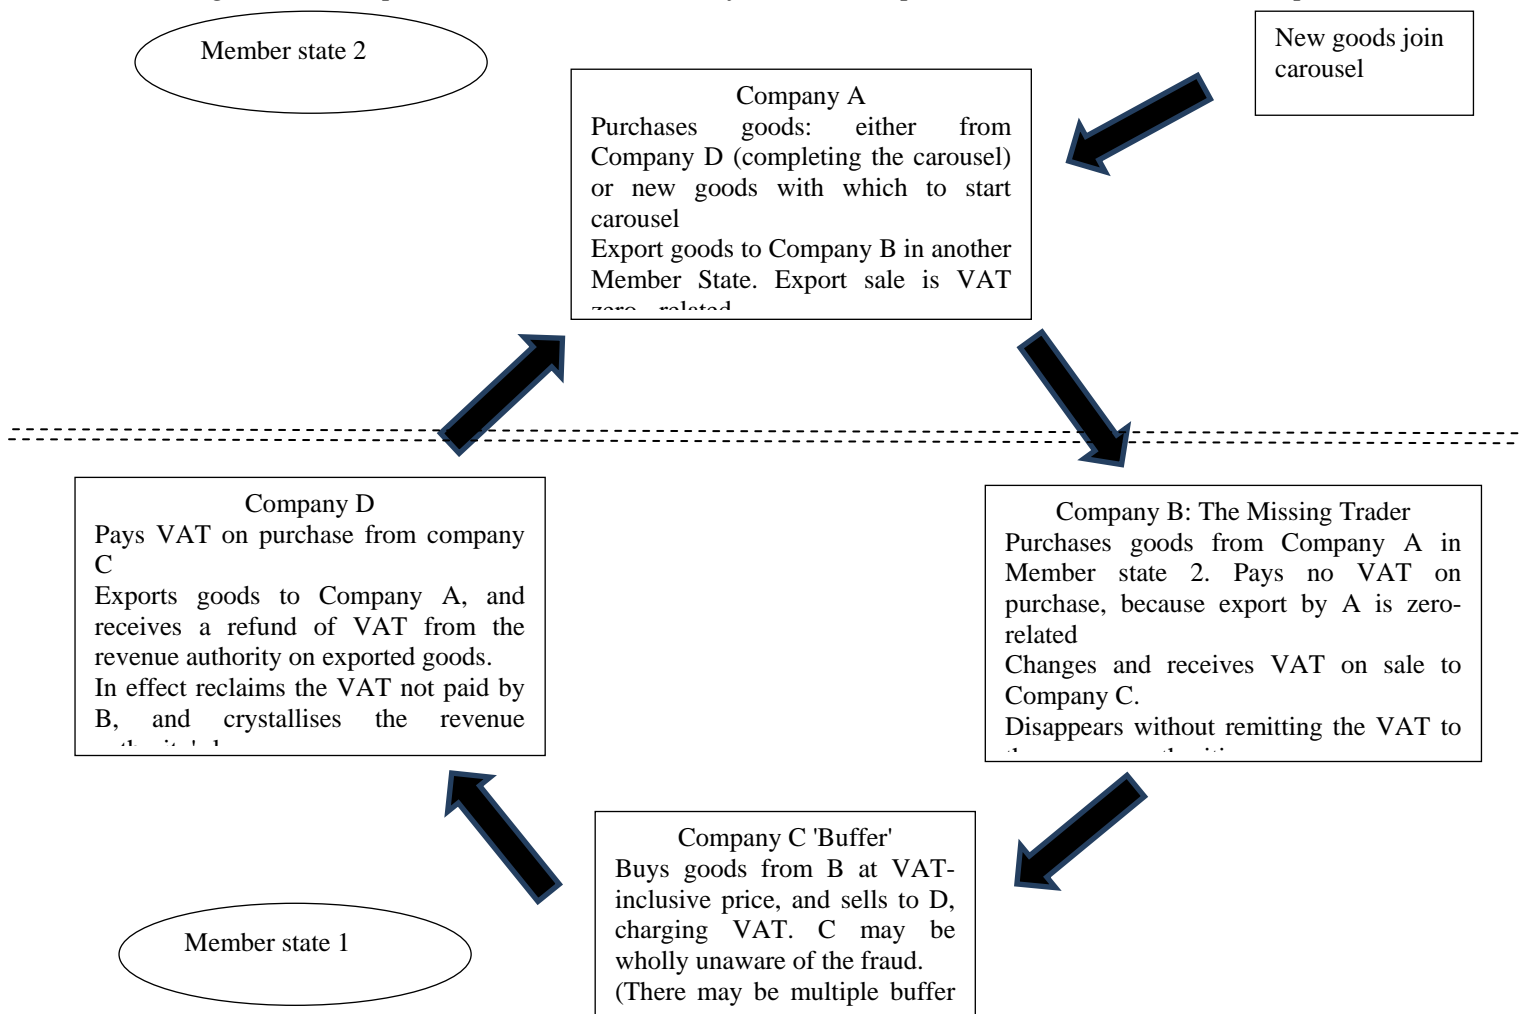 Member state 2
New goods join
carousel
Company A
Purchases goods: either from
Company D (completing the carousel)
or new goods with which to start
carousel
Export goods to Company B in another
Member State. Export sale is VAT
zero related
Company D
Pays VAT on purchase from company
C
Exports goods to Company A, and
receives a refund of VAT from the
revenue authority on exported goods.
In effect reclaims the VAT not paid by
B, and crystallises the revenue
Company B: The Missing Trader
Purchases goods from Company A in
Member state 2. Pays no VAT on
purchase, because export by A is zero-
related
Changes and receives VAT on sale to
Company C.
Disappears without remitting the VAT to
Company C 'Buffer'
Buys goods from B at VAT-
inclusive price, and sells to D,
charging VAT. C may be
wholly unaware of the fraud.
(There may be multiple buffer
Member state 1